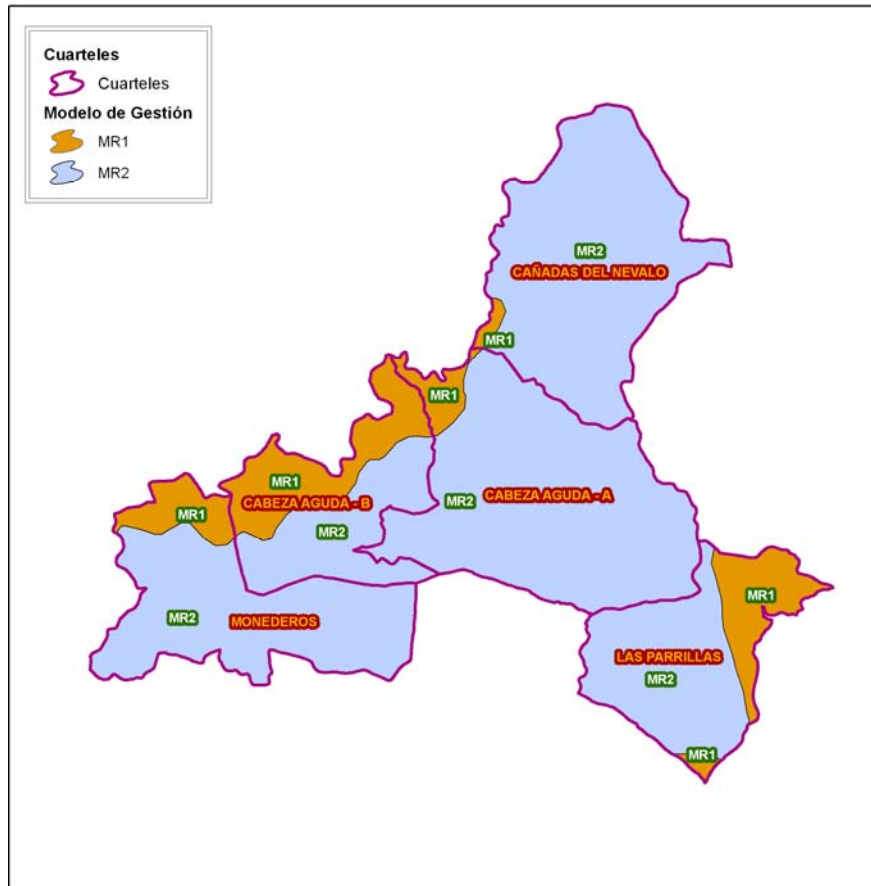 Cuarteles
Cuarteles
Modelo de Gestión
MR1
MR2
MR2
CAÑADAS DEL NEVALO
MR1
MR1
MR1
CABEZA AGUDA - B
MR2
CABEZA AGUDA - A
MR1
MR2
MR1
MR2
MONEDEROS
LAS PARRILLAS
MR2
MR1